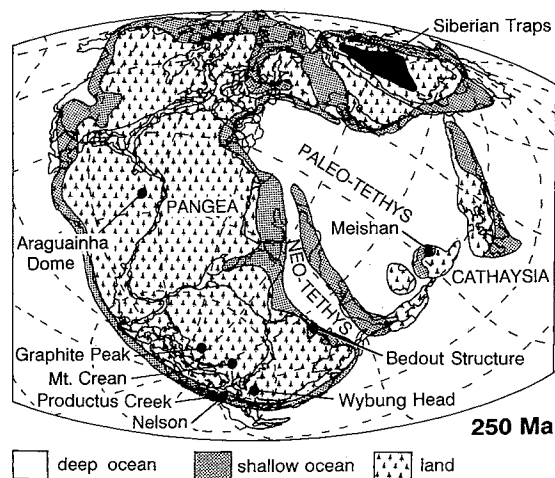 Siberian Traps
PALEO-TETHYS
PANGEA
Meishan
Araguainha
Dome
NEO-TETHYS
CATHAYSIA
Graphite Peak
Bedout Structure
Mt. Crean
Productus Creek
Wybung Head
Nelson
250 Ma
deep ocean
shallow ocean
land